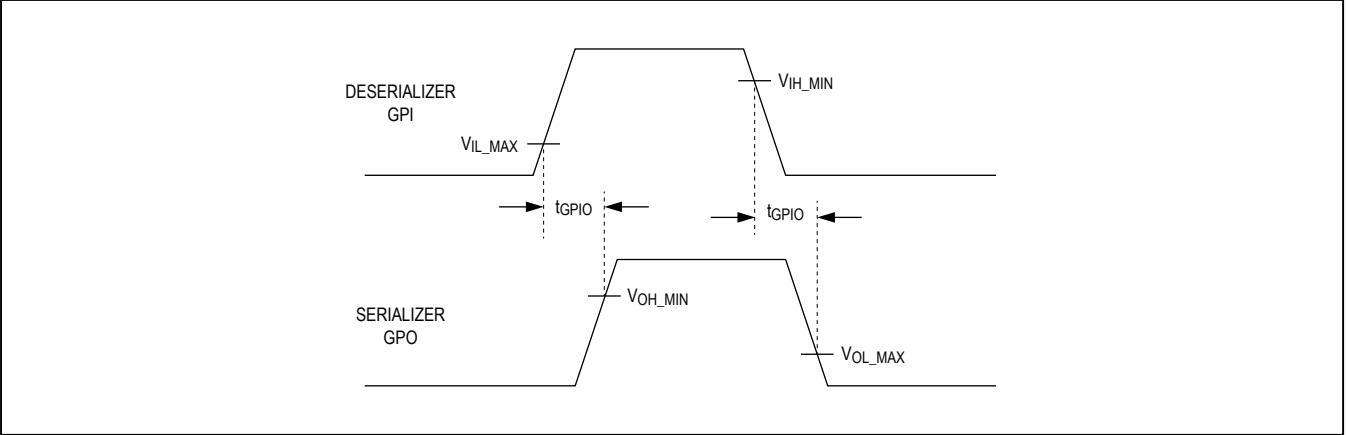 DESERIALIZER
GPI
VIH_MIN
VIL_MAX
tGPIO
tGPIO
SERIALIZER
GPO
VOH_MIN
VOL_MAX